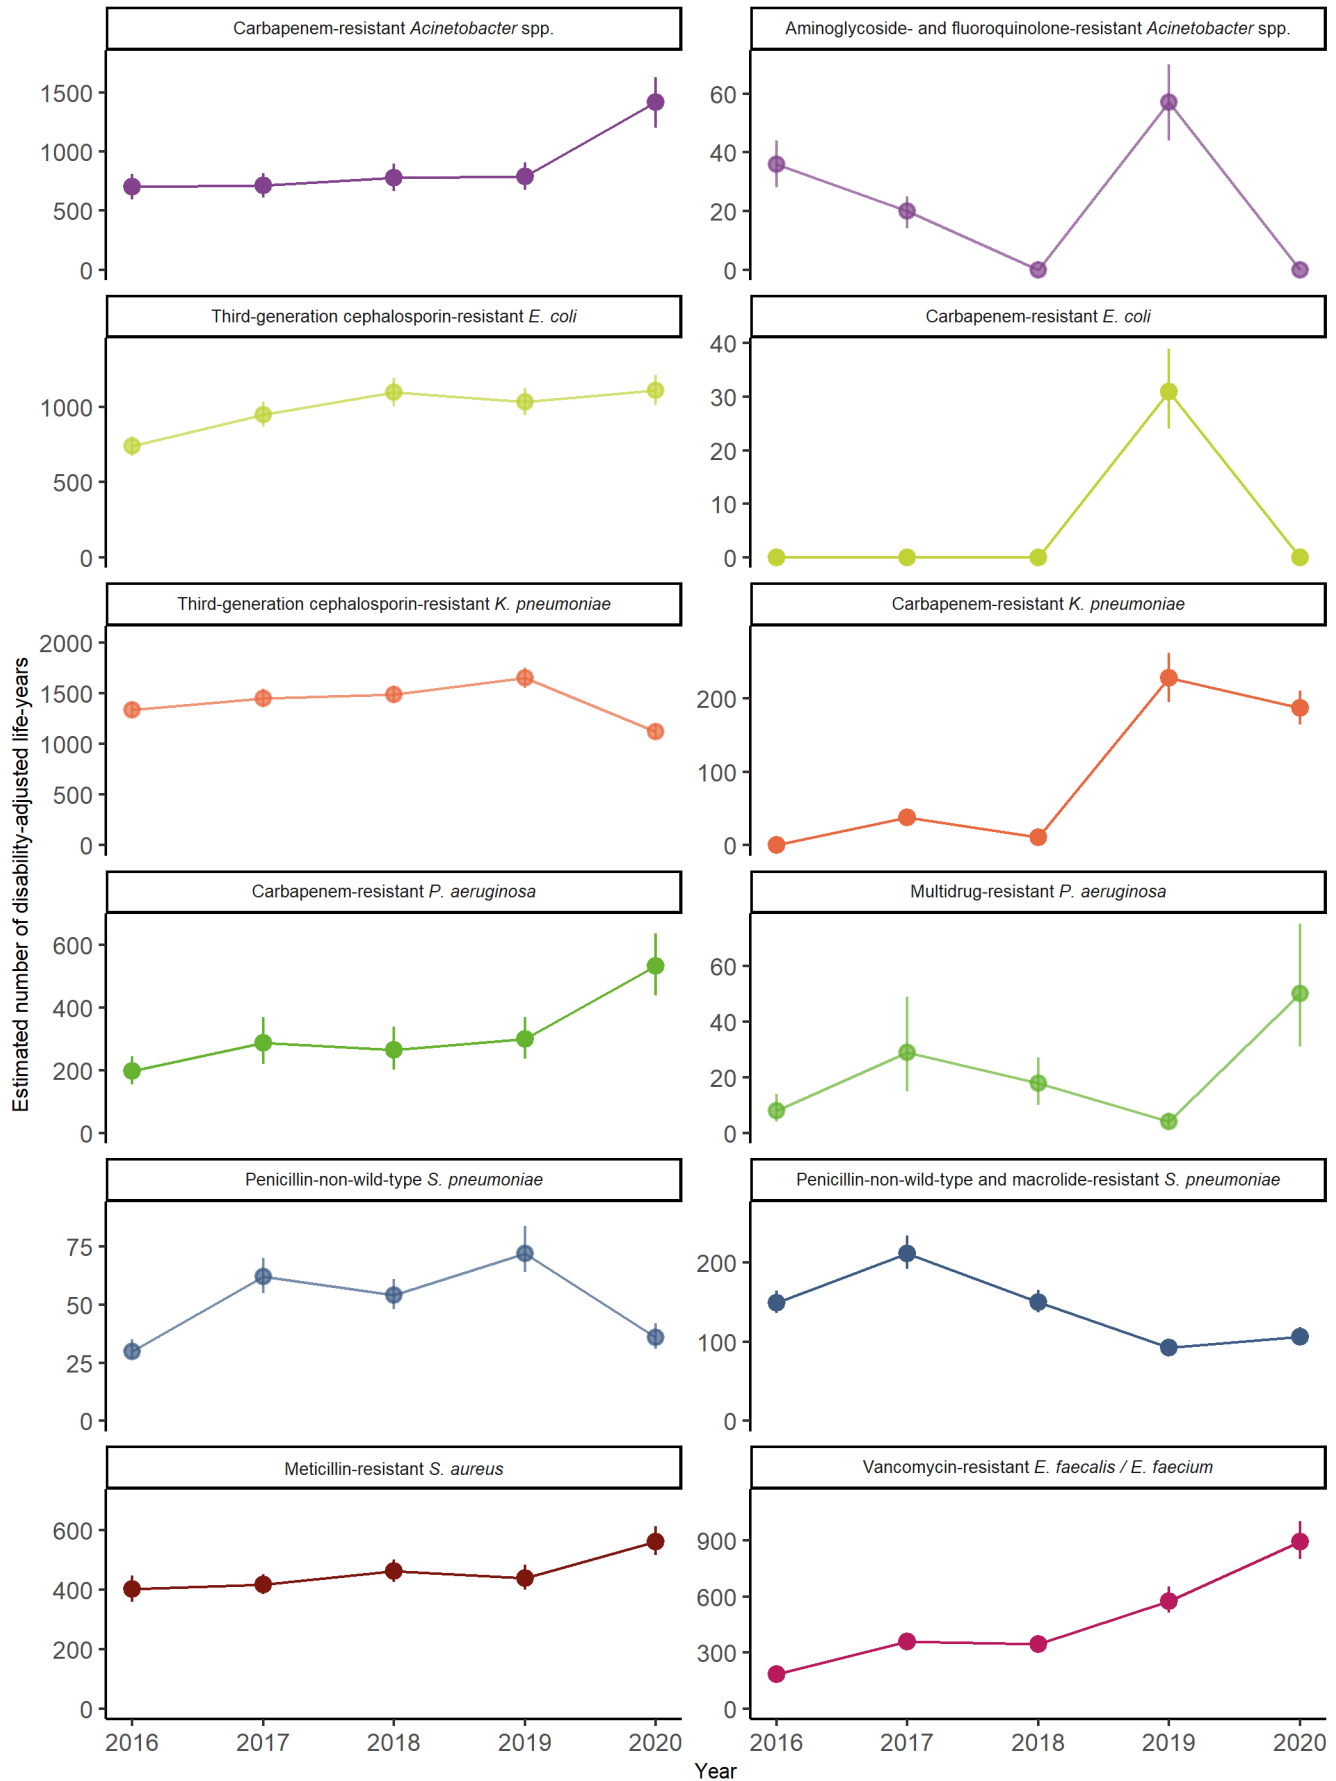 Carbapenem-resistant Acinetobacter spp.
Aminoglycoside- and fluoroquinolone-resistant Acinetobacter spp.
1500
1000
500
0
60
40
20
0
Third-generation cephalosporin-resistant E. coli
Carbapenem-resistant E. coli
1000
500
0
40
30
20
10
0
Third-generation cephalosporin-resistant K. pneumoniae
Carbapenem-resistant K. pneumoniae
2000
1500
1000
500
0
200
100
0
Estimated number of disability-adjusted life-years
Carbapenem-resistant P. aeruginosa
Multidrug-resistant P. aeruginosa
600
400
200
0
60
40
20
0
Penicillin-non-wild-type S. pneumoniae
Penicillin-non-wild-type and macrolide-resistant S. pneumoniae
75
50
25
0
200
100
0
Meticillin-resistant S. aureus
Vancomycin-resistant E. faecalis / E. faecium
600
400
200
0
900
600
300
0
2016 2017 2018 2019 2020
2016 2017 2018 2019 2020
Year